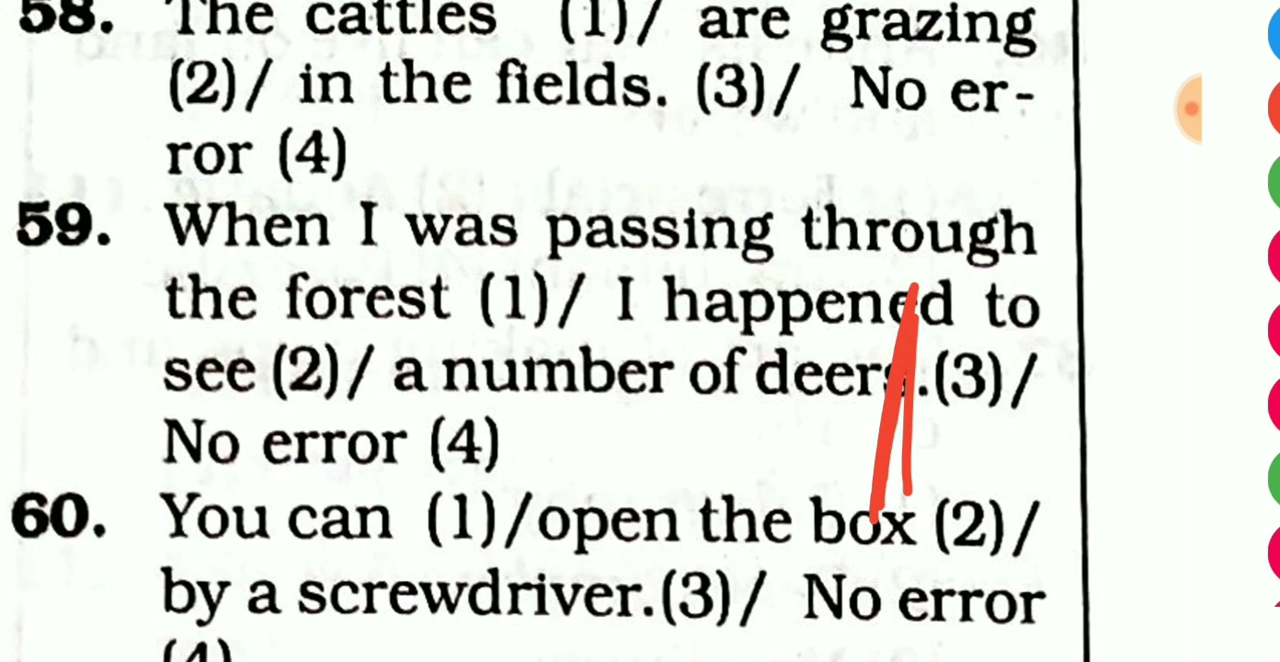 58. The cattles (1)/ are grazing
(2)/ in the fields. (3)/ No er-
ror (4)
59. When I was passing through
the forest (1)/ I happened to
see (2)/ a number of deers.(3)/
No error (4)
60. You can (1)/open the box (2)/
by a screwdriver.(3)/ No error
(4)